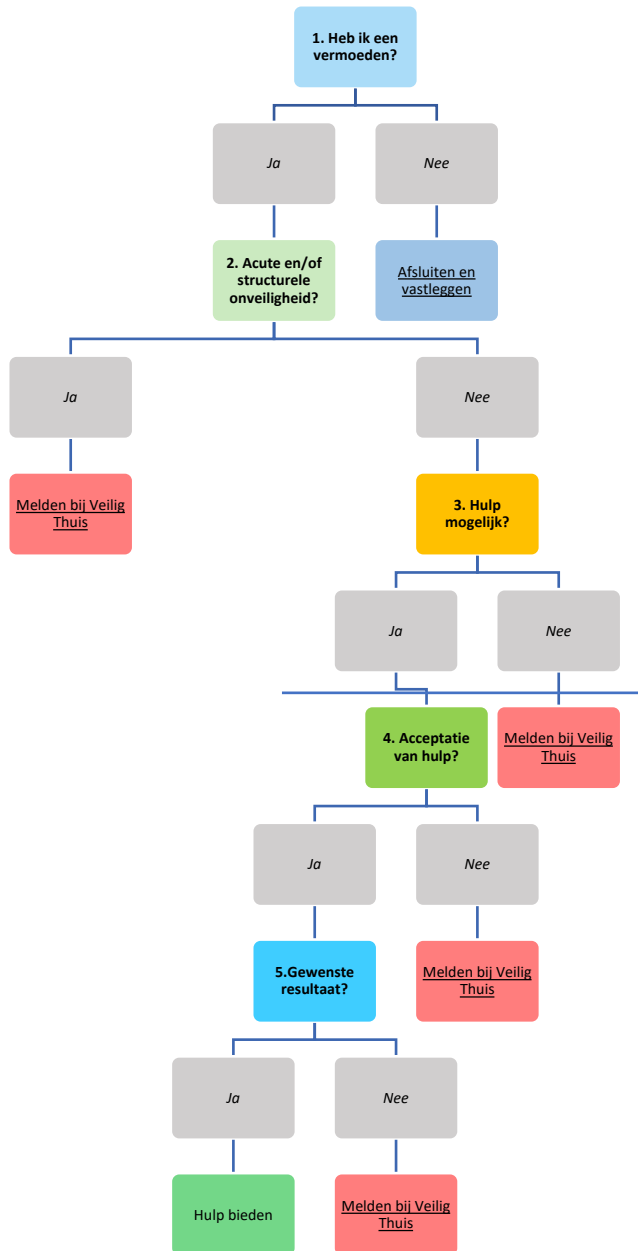 1. Heb ik een
vermoeden?
Ja
Nee
2. Acute en/of
structurele
onveiligheid?
Afsluiten en
vastleggen
Ja
Nee
Melden bij Veilig
Thuis
3. Hulp
mogelijk?
Ja
Nee
4. Acceptatie
van hulp?
Melden bij Veilig
Thuis
Ja
Nee
5.Gewenste
resultaat?
Melden bij Veilig
Thuis
Ja
Nee
Hulp bieden
Melden bij Veilig
Thuis